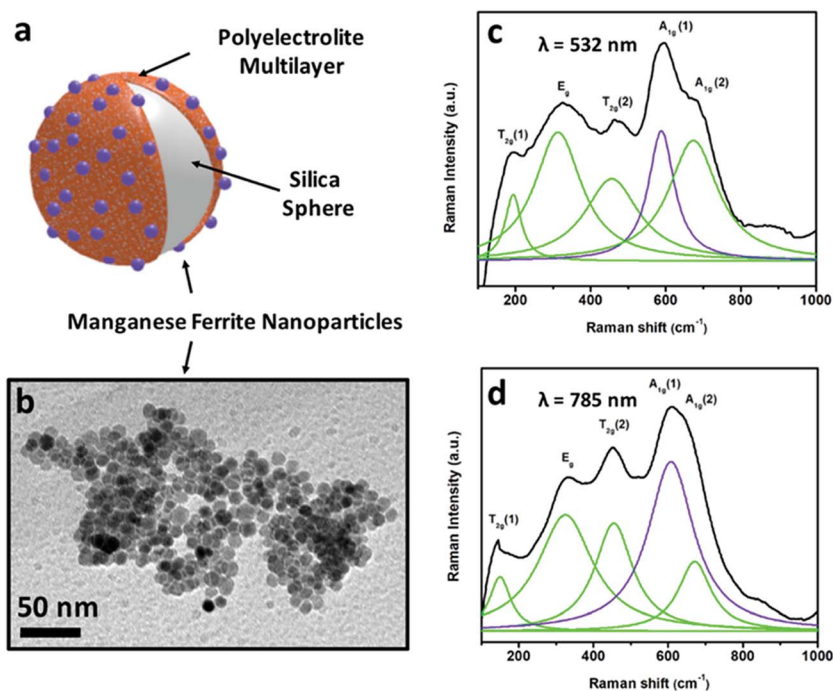 a
Polyelectrolite
Multilayer
Silica
Sphere
Manganese Ferrite Nanoparticles
b
50 nm
c
λ = 532 nm
T2g(1)
Eg
T2g(2)
A1g(1)
A1g(2)
Raman Intensity (a.u.)
200 400 600 800 1000
Raman shift (cm-1)
d
λ = 785 nm
T2g(1)
Eg
T2g(2)
A1g(1)
A1g(2)
Raman Intensity (a.u.)
200 400 600 800 1000
Raman shift (cm-1)